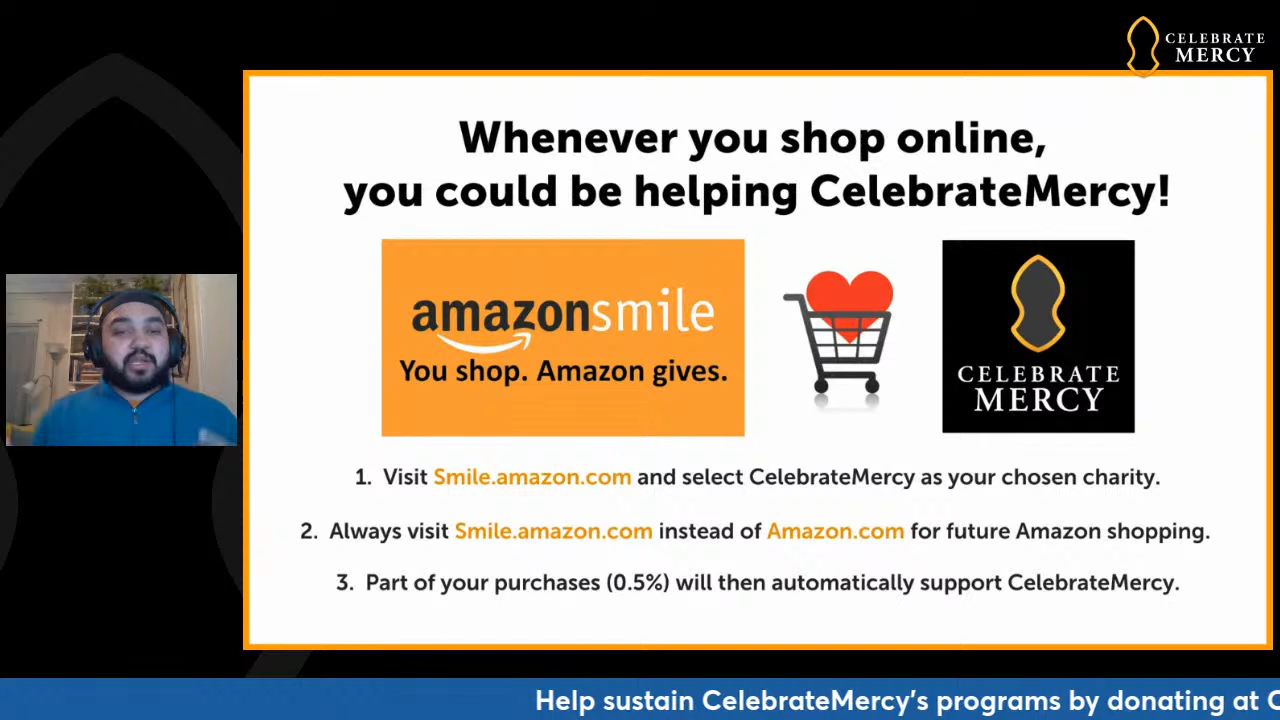 CELEBRATE
MERCY
Whenever you shop online,
you could be helping CelebrateMercy!
amazonsmile
You shop. Amazon gives.
CELEBRATE
MERCY
1. Visit Smile.amazon.com and select CelebrateMercy as your chosen charity.
2. Always visit Smile.amazon.com instead of Amazon.com for future Amazon shopping.
3. Part of your purchases (0.5%) will then automatically support CelebrateMercy.
Help sustain CelebrateMercy's programs by donating at